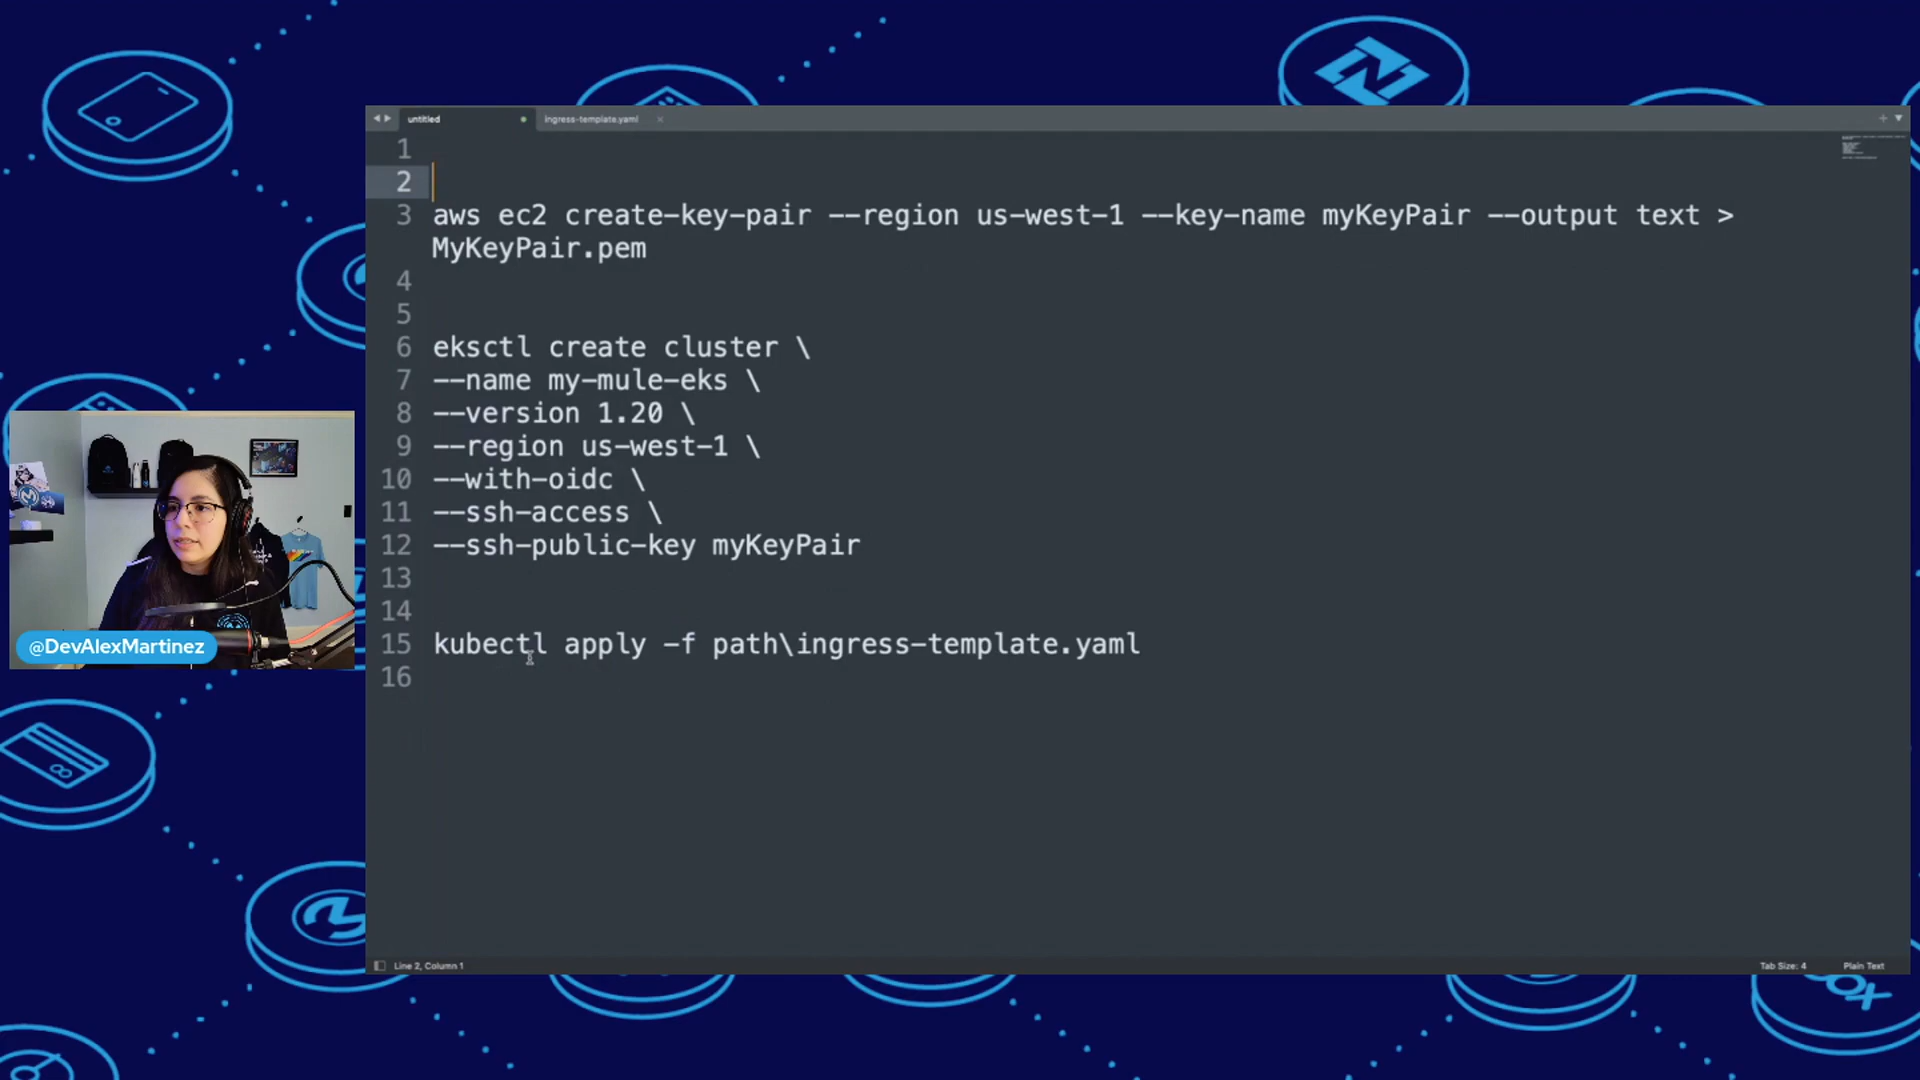 untitled
ingress-template.yaml
1
2
3 aws ec2 create-key-pair --region us-west-1 --key-name myKeyPair --output text >
MyKeyPair.pem
4
5
6 eksctl create cluster \
7 --name my-mule-eks \
8 --version 1.20 \
9 --region us-west-1 \
10 --with-oidc \
11 --ssh-access \
12 --ssh-public-key myKeyPair
13
14
15 kubectl apply -f path\ingress-template.yaml
16
@DevAlexMartinez
Line 2, Column 1
Tab Size: 4
Plain Text